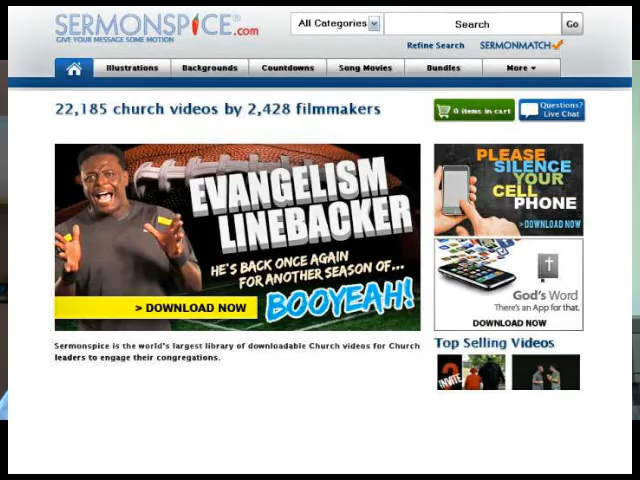 SERMONSPICE.com
GIVE YOUR MESSAGE SOME MOTION
All Categories
Search
Go
Refine Search
SERMONMATCH
Illustrations
Backgrounds
Countdowns
Song Movies
Bundles
More
22,185 church videos by 2,428 filmmakers
0 items in cart
Questions?
Live Chat
EVANGELISM
LINEBACKER
HE'S BACK ONCE AGAIN
FOR ANOTHER SEASON OF...
BOOYEAH!
> DOWNLOAD NOW
PLEASE
SILENCE
YOUR
CELL
PHONE
> DOWNLOAD NOW
God's Word
There's an App for that.
DOWNLOAD NOW
Sermonspice is the world's largest library of downloadable Church videos for Church
leaders to engage their congregations.
Top Selling Videos
INVITE